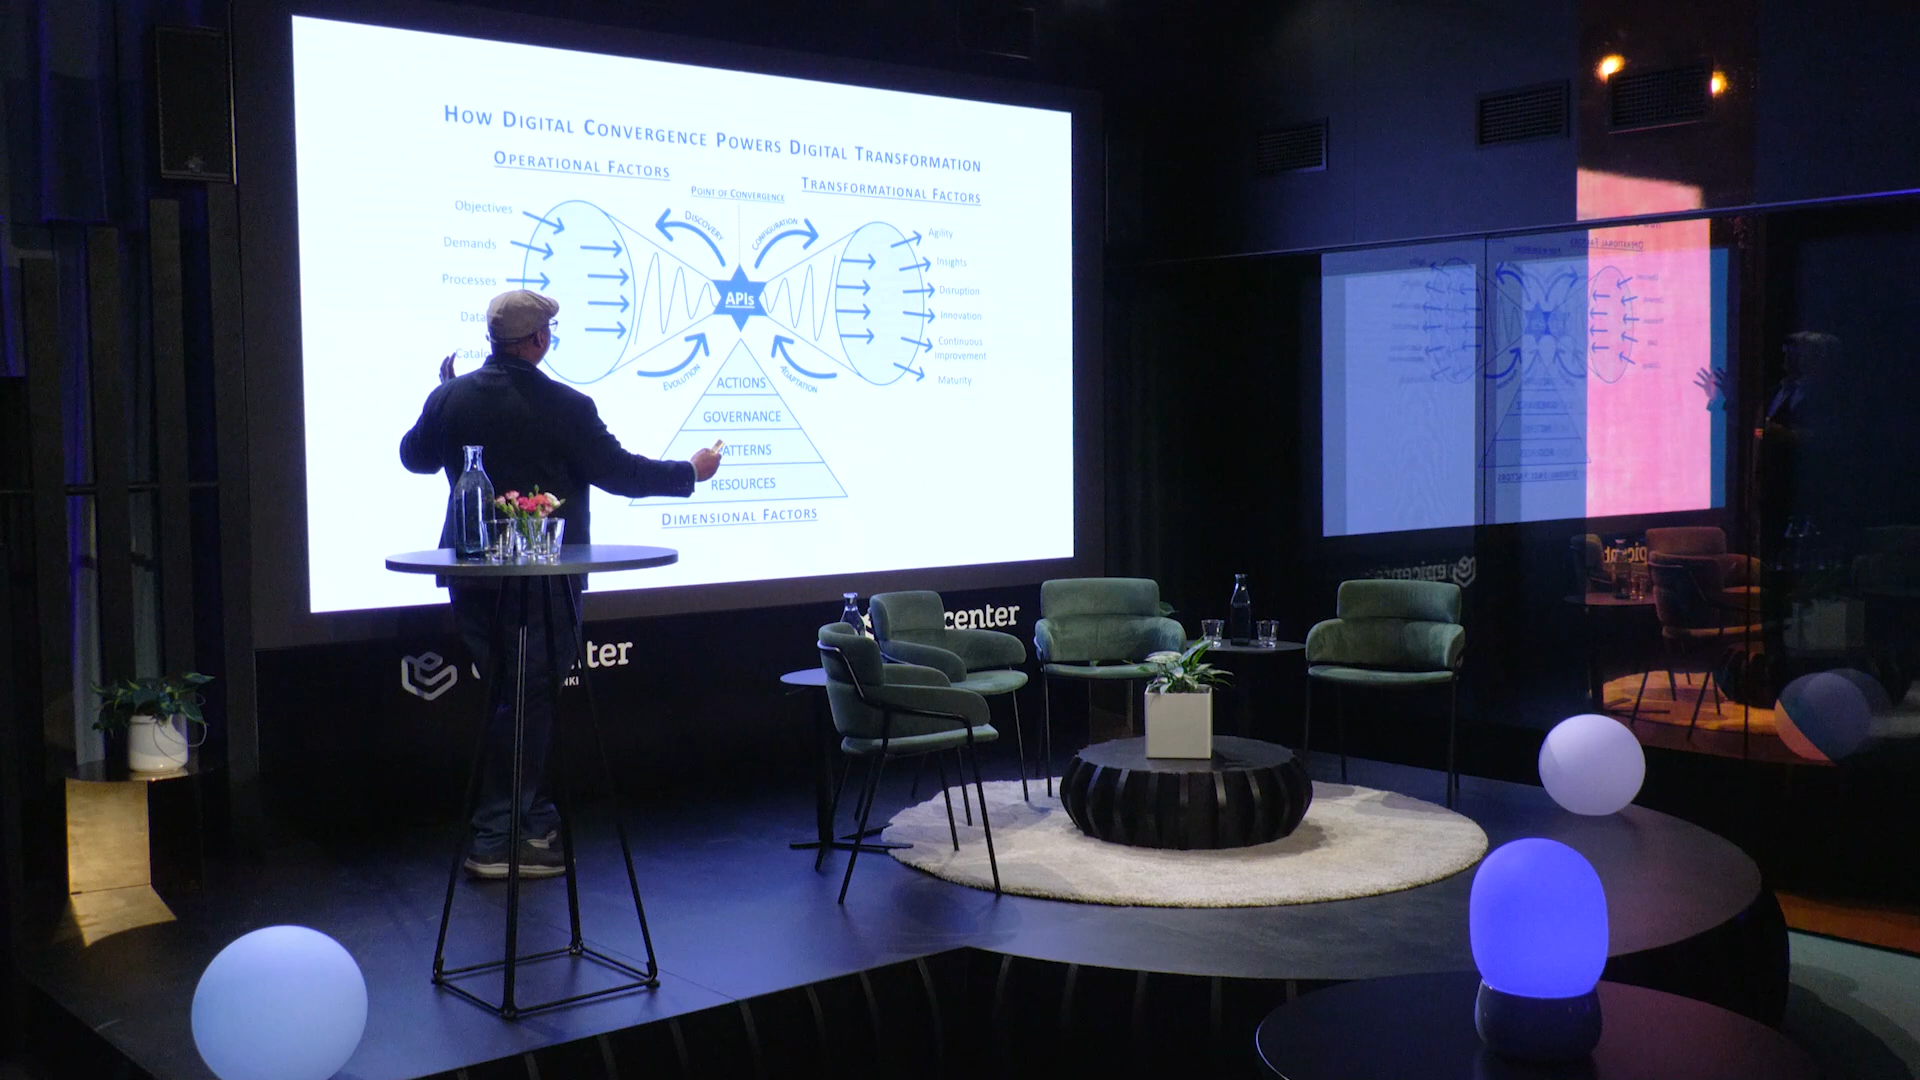 How Digital Convergence Powers Digital Transformation
Operational Factors
Point of Convergence
Transformational Factors
Objectives
Demands
Processes
Data
Discovery
Configuration
APIs
Evolution
Adaptation
Agility
Insights
Disruption
Innovation
Continuous
Improvement
Maturity
ACTIONS
GOVERNANCE
RESOURCES
Dimensional Factors